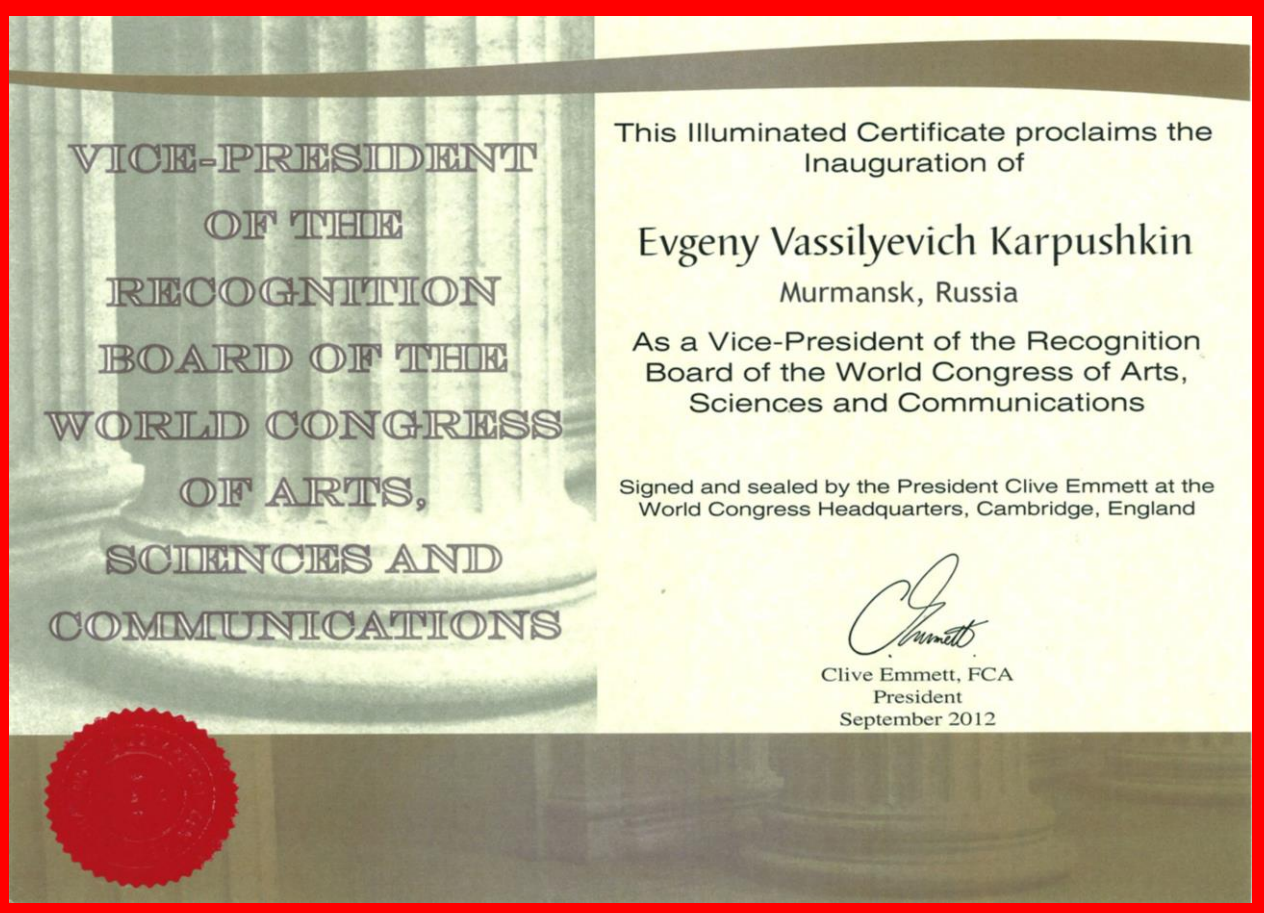 VICE-PRESIDENT
OF THE
RECOGNITION
BOARD OF THE
WORLD CONGRESS
OF ARTS,
SCIENCES AND
COMMUNICATIONS
This Illuminated Certificate proclaims the
Inauguration of
Evgeny Vassilyevich Karpushkin
Murmansk, Russia
As a Vice-President of the Recognition
Board of the World Congress of Arts,
Sciences and Communications
Signed and sealed by the President Clive Emmett at the
World Congress Headquarters, Cambridge, England
C Emmett
Clive Emmett, FCA
President
September 2012